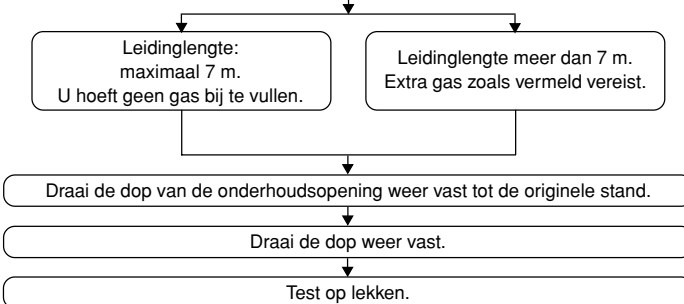 Leidinglengte:
maximaal 7 m.
U hoeft geen gas bij te vullen.
Leidinglengte meer dan 7 m.
Extra gas zoals vermeld vereist.
Draai de dop van de onderhoudsopening weer vast tot de originele stand.
Draai de dop weer vast.
Test op lekken.